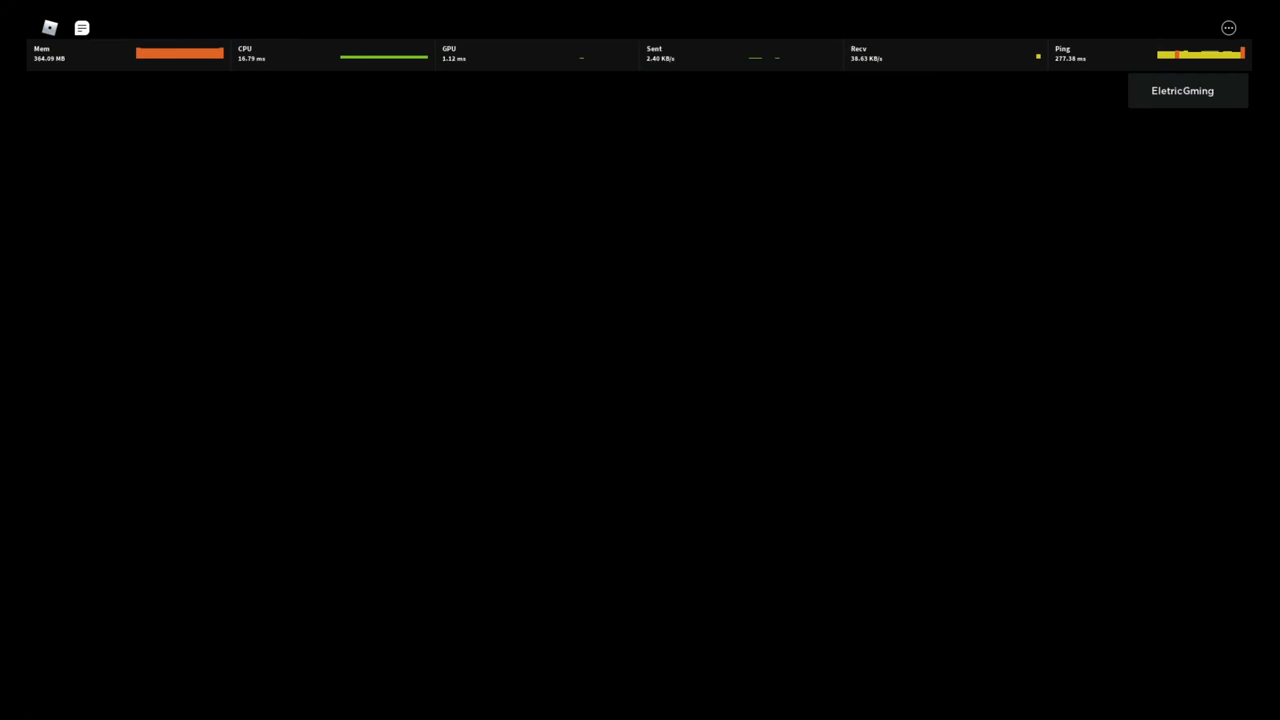 Mem
364.09 MB
CPU
16.79 ms
GPU
1.12 ms
Sent
2.40 KB/s
Recv
38.63 KB/s
Ping
277.38 ms
EletricGming